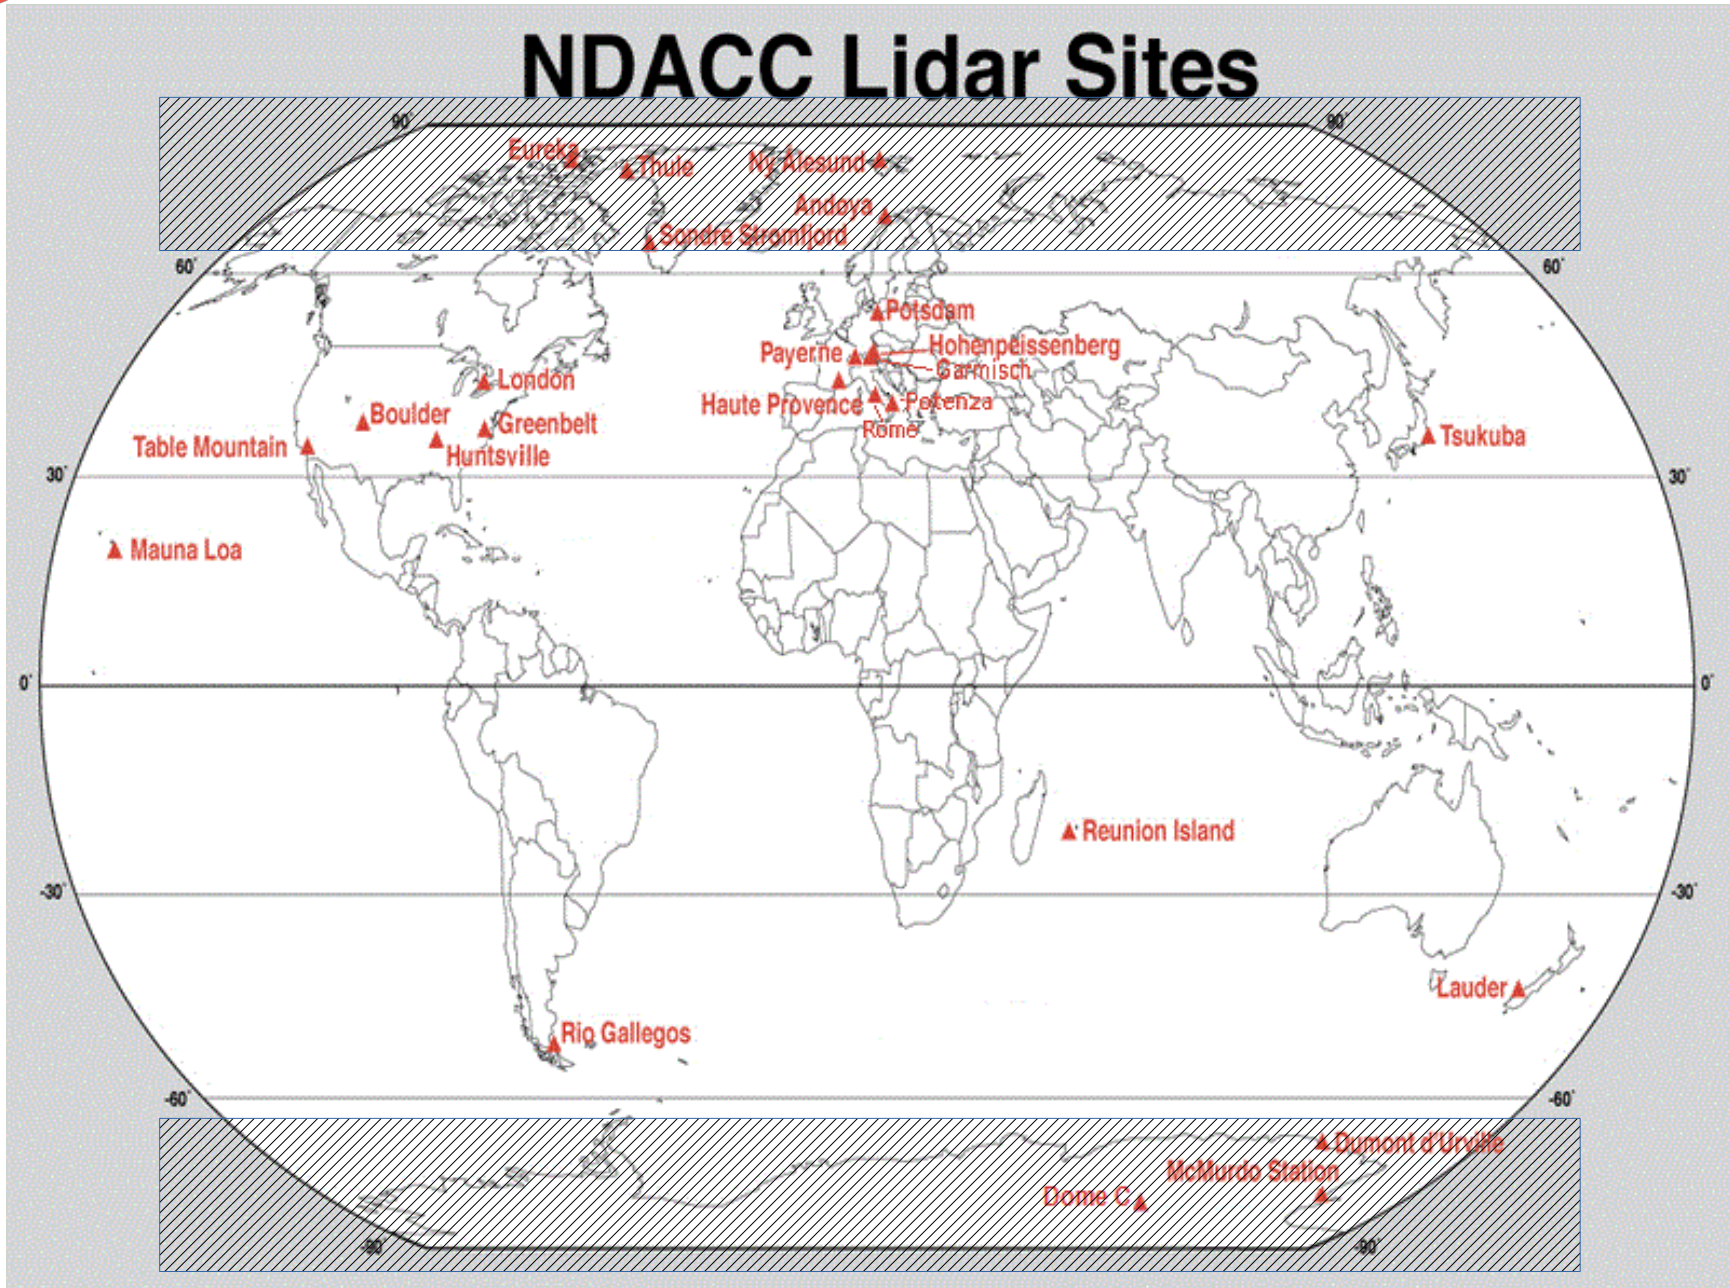 NDACC Lidar Sites
90° 90°
Eureka
Thule
Ny Ålesund
Andøya
Sondre Stromfjord
60° 60°
Potsdam
Payerne
Hohenpeissenberg
Garmisch
London
Haute Provence
Potenza
Boulder
Greenbelt
Rome
Table Mountain
Huntsville
Tsukuba
30° 30°
Mauna Loa
0° 0°
Reunion Island
-30° -30°
Lauder
Rio Gallegos
-60° -60°
Dumont d'Urville
McMurdo Station
Dome C
-90° -90°